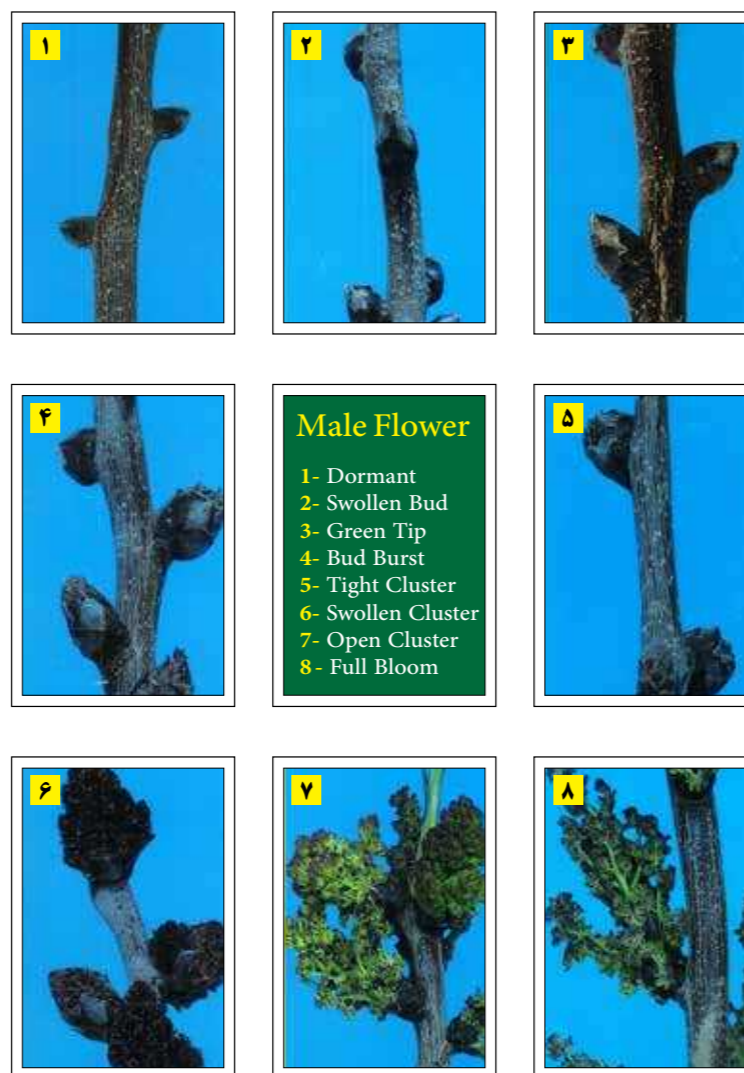 ۱
۲
۳
۴
Male Flower
1- Dormant
2- Swollen Bud
3- Green Tip
4- Bud Burst
5- Tight Cluster
6- Swollen Cluster
7- Open Cluster
8- Full Bloom
۵
۶
۷
۸